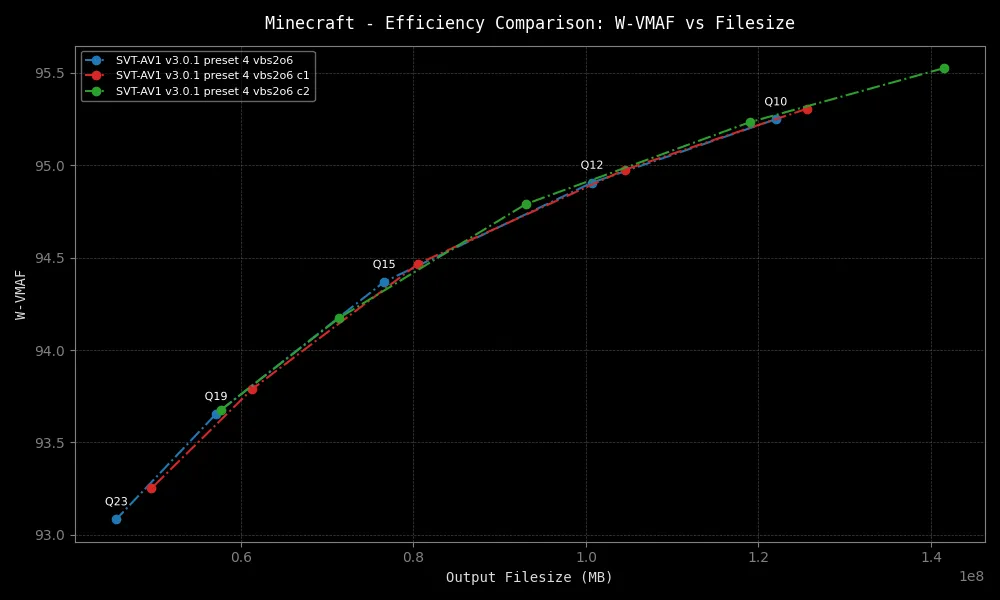 Minecraft - Efficiency Comparison: W-VMAF vs Filesize
SVT-AV1 v3.0.1 preset 4 vbs2o6
SVT-AV1 v3.0.1 preset 4 vbs2o6 c1
SVT-AV1 v3.0.1 preset 4 vbs2o6 c2
95.5
95.0
94.5
94.0
93.5
93.0
W-VMAF
Q10
Q12
Q15
Q19
Q23
0.6
0.8
1.0
1.2
1.4
1e8
Output Filesize (MB)